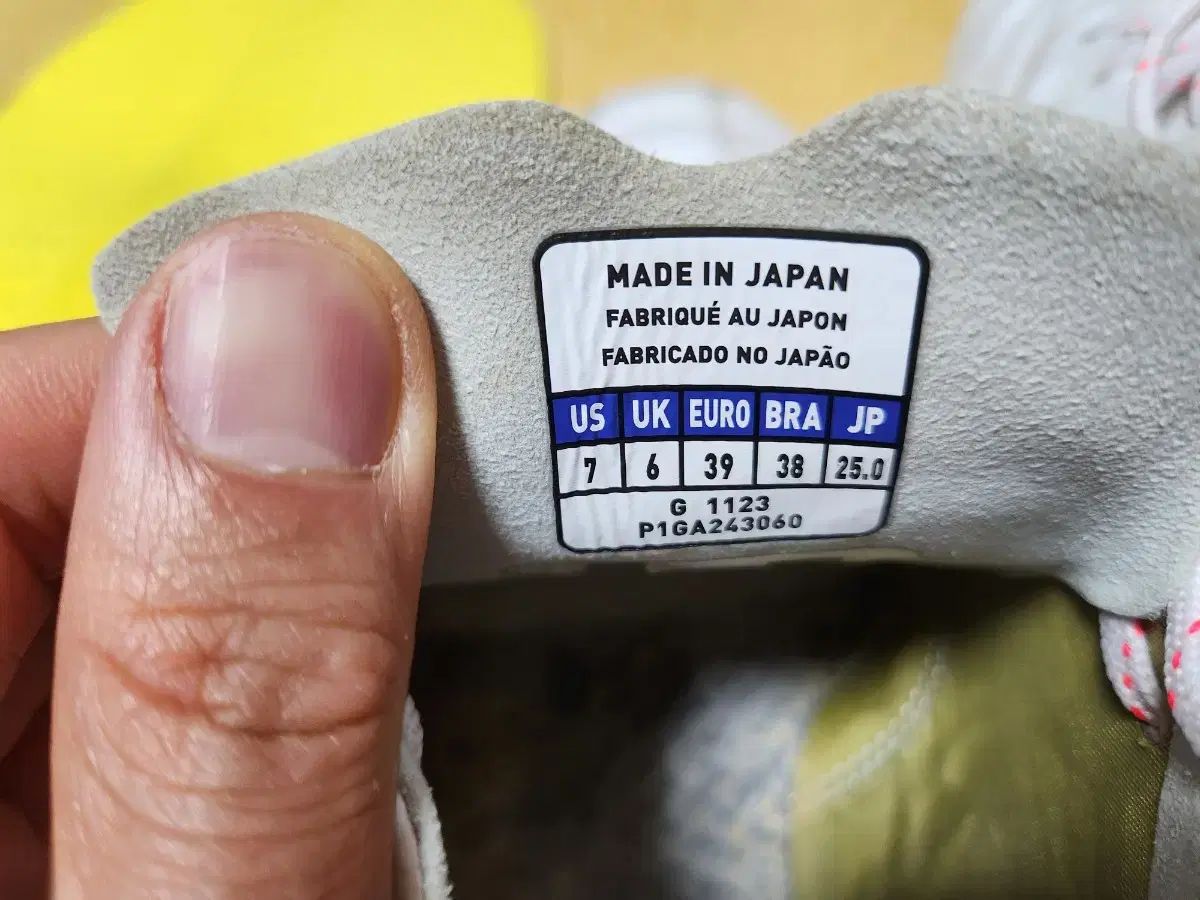 MADE IN JAPAN
FABRIQUÉ AU JAPON
FABRICADO NO JAPÃO
US UK EURO BRA JP
7 6 39 38 25.0
G 1123
P1GA243060